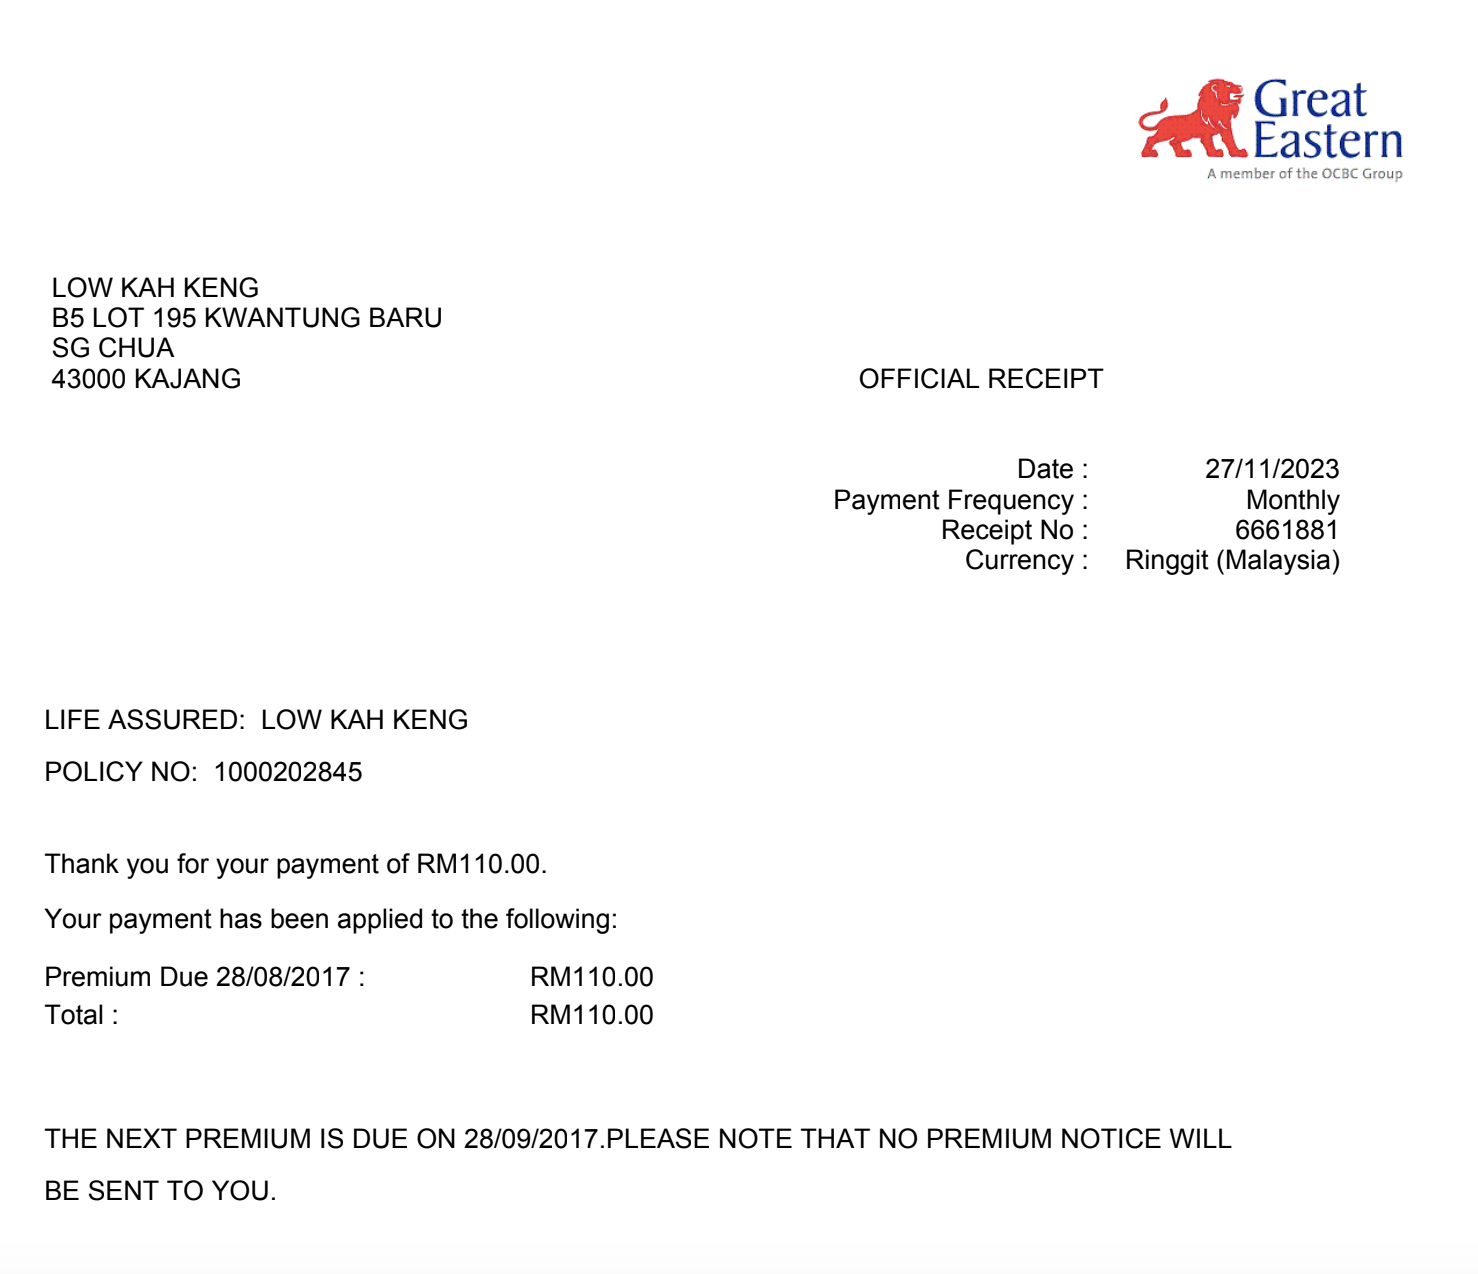 Great
Eastern
A member of the OCBC Group
LOW KAH KENG
B5 LOT 195 KWANTUNG BARU
SG CHUA
43000 KAJANG
OFFICIAL RECEIPT
Date : 27/11/2023
Payment Frequency : Monthly
Receipt No : 6661881
Currency : Ringgit (Malaysia)
LIFE ASSURED: LOW KAH KENG
POLICY NO: 1000202845
Thank you for your payment of RM110.00.
Your payment has been applied to the following:
Premium Due 28/08/2017 : RM110.00
Total : RM110.00
THE NEXT PREMIUM IS DUE ON 28/09/2017.PLEASE NOTE THAT NO PREMIUM NOTICE WILL
BE SENT TO YOU.